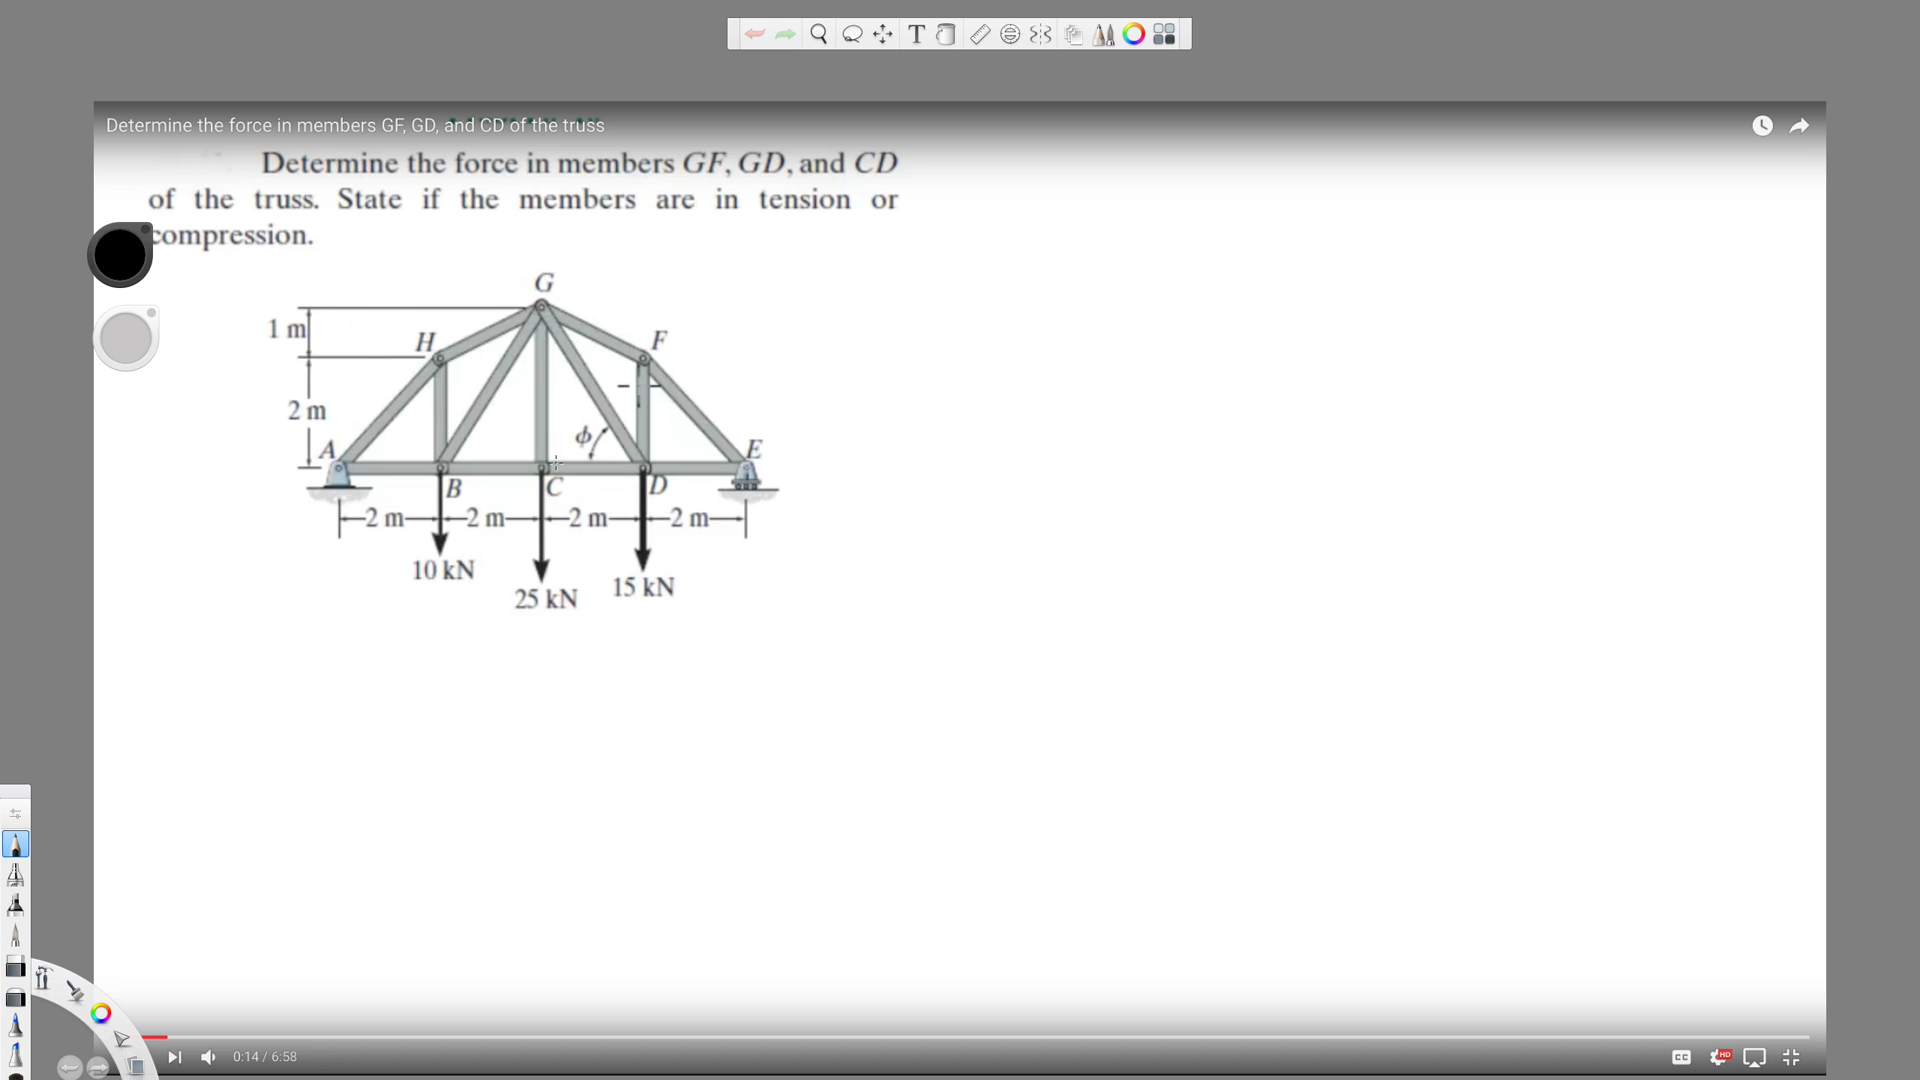 T
Determine the force in members GF, GD, and CD of the truss
Determine the force in members GF, GD, and CD
of the truss. State if the members are in tension or
compression.
G
1 m
H
F
2 m
ϕ
A
E
B
C
D
2 m
2 m
2 m
2 m
10 kN
25 kN
15 kN
0:14 / 6:58
CC
HD